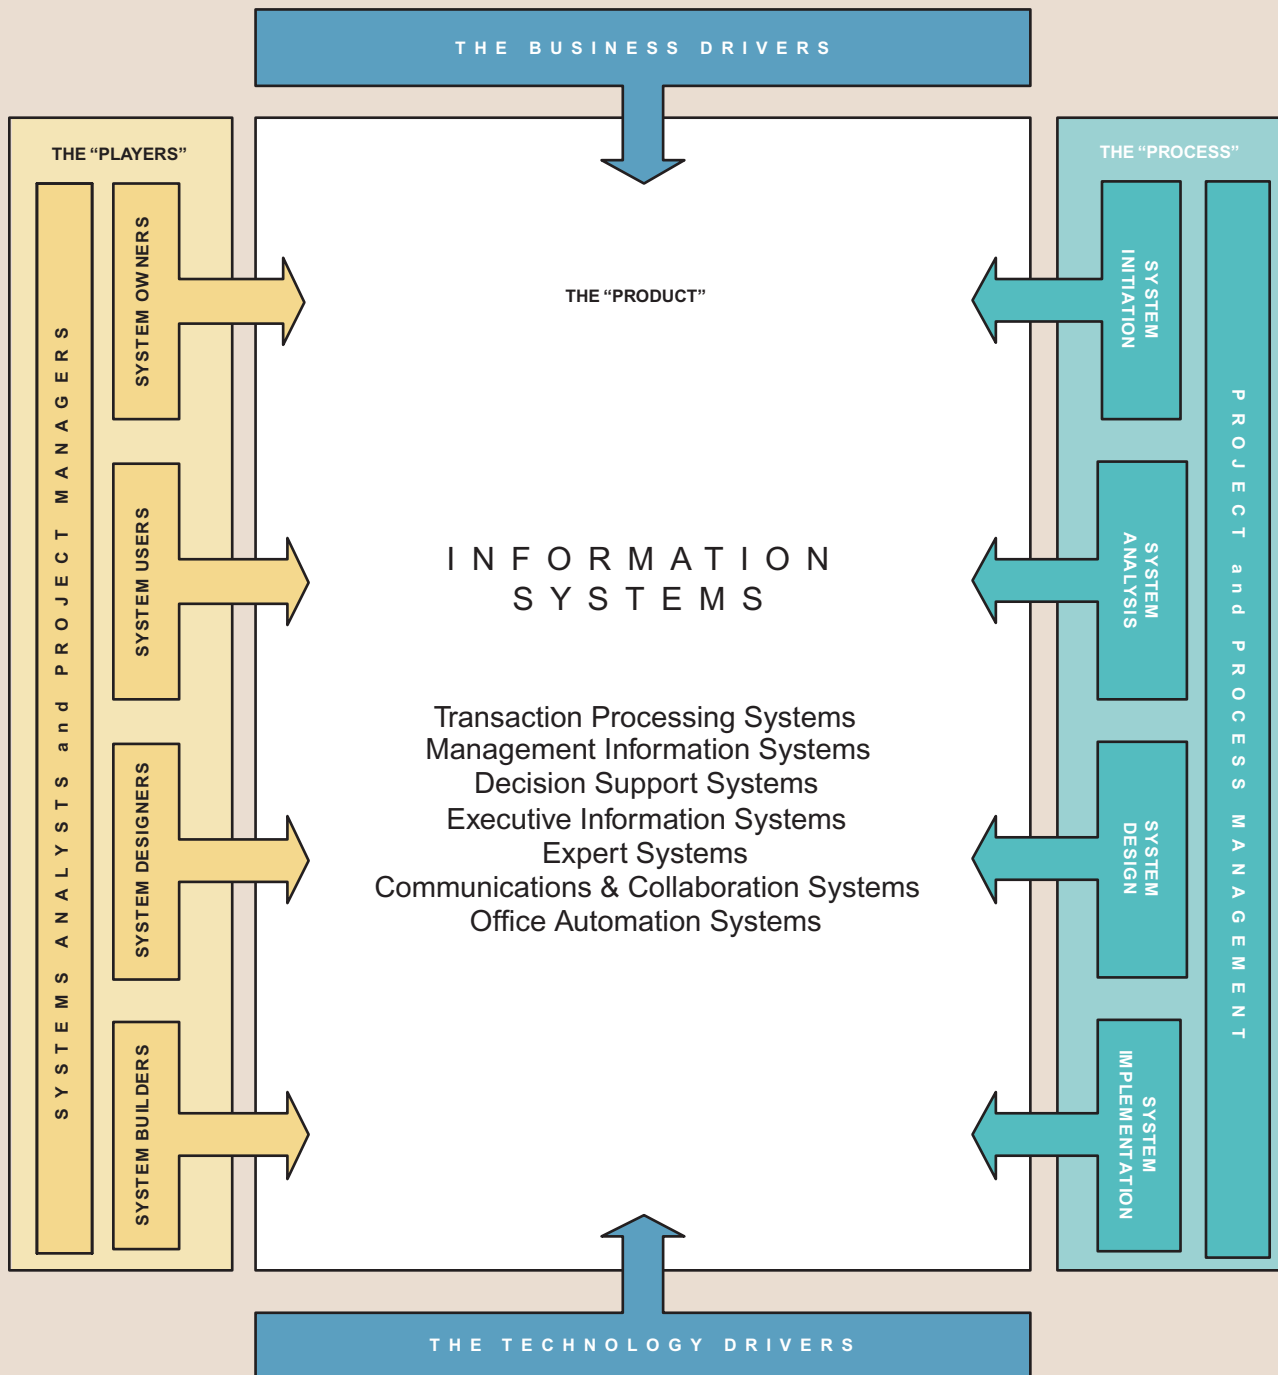 THE BUSINESS DRIVERS
THE “PLAYERS”
SYSTEMS ANALYSTS and PROJECT MANAGERS
SYSTEM OWNERS
SYSTEM USERS
SYSTEM DESIGNERS
SYSTEM BUILDERS
THE “PRODUCT”
INFORMATION
SYSTEMS
Transaction Processing Systems
Management Information Systems
Decision Support Systems
Executive Information Systems
Expert Systems
Communications & Collaboration Systems
Office Automation Systems
THE “PROCESS”
SYSTEM
INITIATION
SYSTEM
ANALYSIS
SYSTEM
DESIGN
SYSTEM
IMPLEMENTATION
PROJECT and PROCESS MANAGEMENT
THE TECHNOLOGY DRIVERS